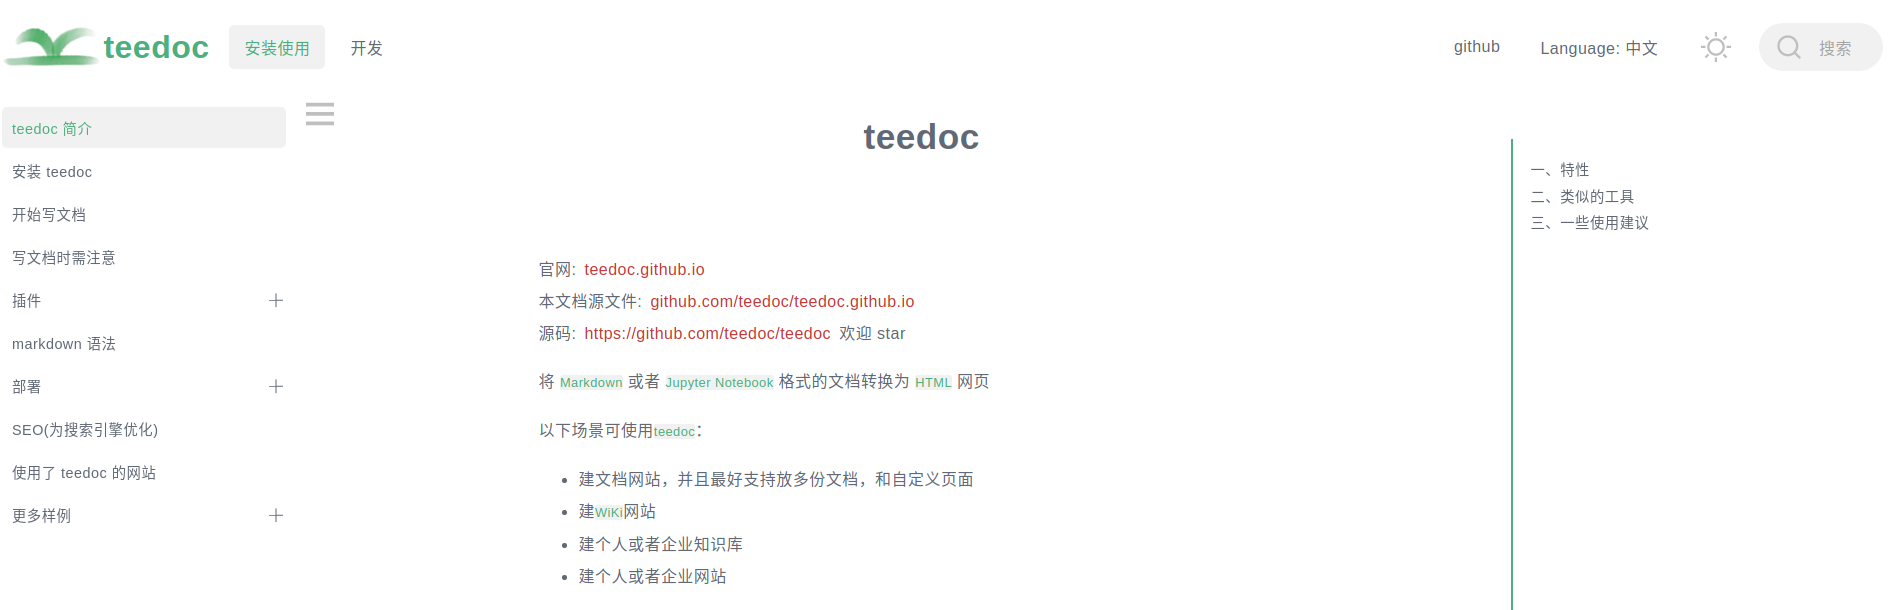 teedoc 安装使用 开发 github Language: 中文 搜索
teedoc 简介
安装 teedoc
开始写文档
写文档时需注意
插件
markdown 语法
部署
SEO(为搜索引擎优化)
使用了 teedoc 的网站
更多样例
teedoc
官网: teedoc.github.io
本文档源文件: github.com/teedoc/teedoc.github.io
源码: https://github.com/teedoc/teedoc 欢迎 star
将 Markdown 或者 Jupyter Notebook 格式的文档转换为 HTML 网页
以下场景可使用teedoc：
建文档网站，并且最好支持放多份文档，和自定义页面
建WiKi网站
建个人或者企业知识库
建个人或者企业网站
一、特性
二、类似的工具
三、一些使用建议